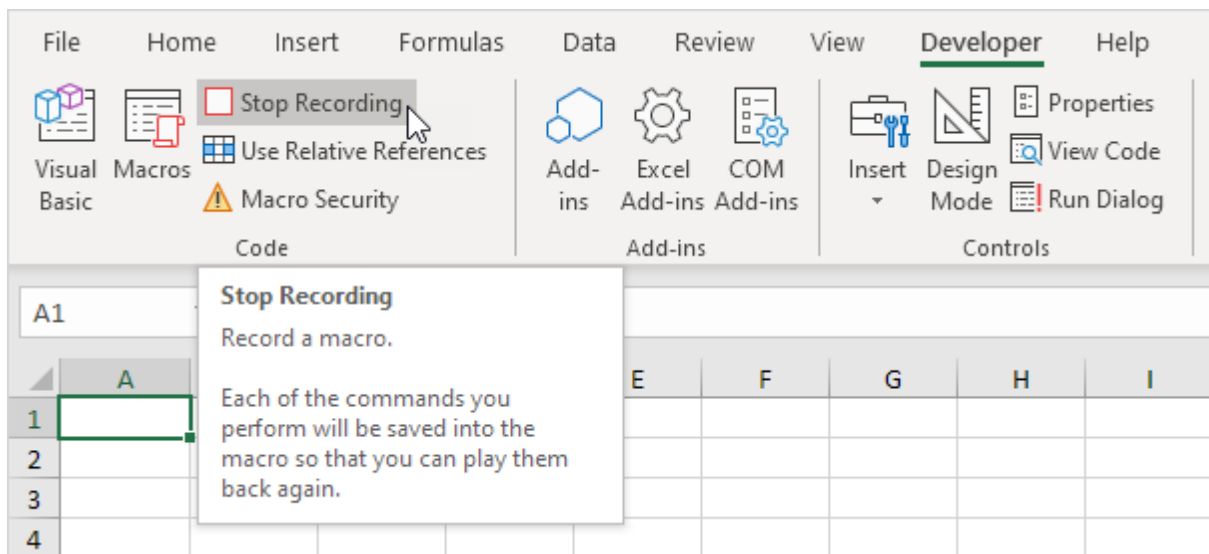 File Home Insert Formulas Data Review View Developer Help
Stop Recording
Use Relative References
Macro Security
Visual Basic
Macros
Code
Add-ins
Excel Add-ins
COM Add-ins
Add-ins
Insert
Design Mode
Properties
View Code
Run Dialog
Controls
A1
Stop Recording
Record a macro.
Each of the commands you
perform will be saved into the
macro so that you can play them
back again.
A E F G H I
1
2
3
4